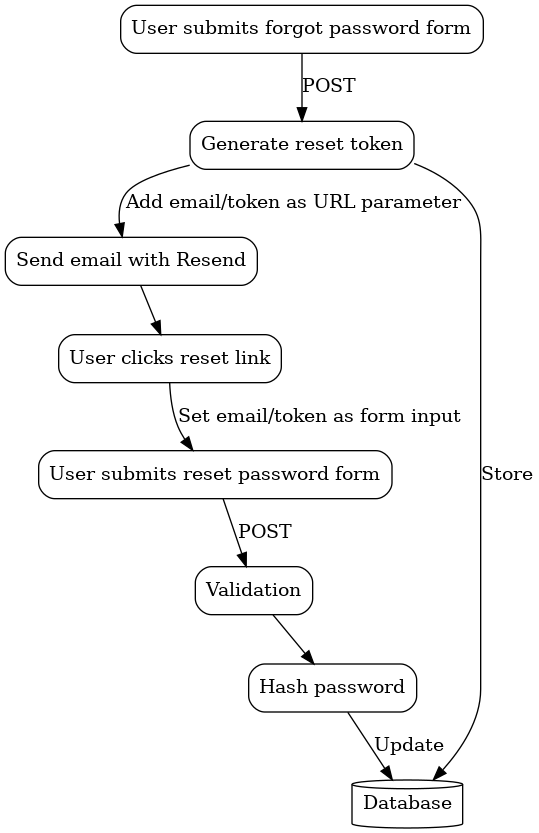 User submits forgot password form
POST
Generate reset token
Add email/token as URL parameter
Send email with Resend
User clicks reset link
Set email/token as form input
User submits reset password form
Store
POST
Validation
Hash password
Update
Database